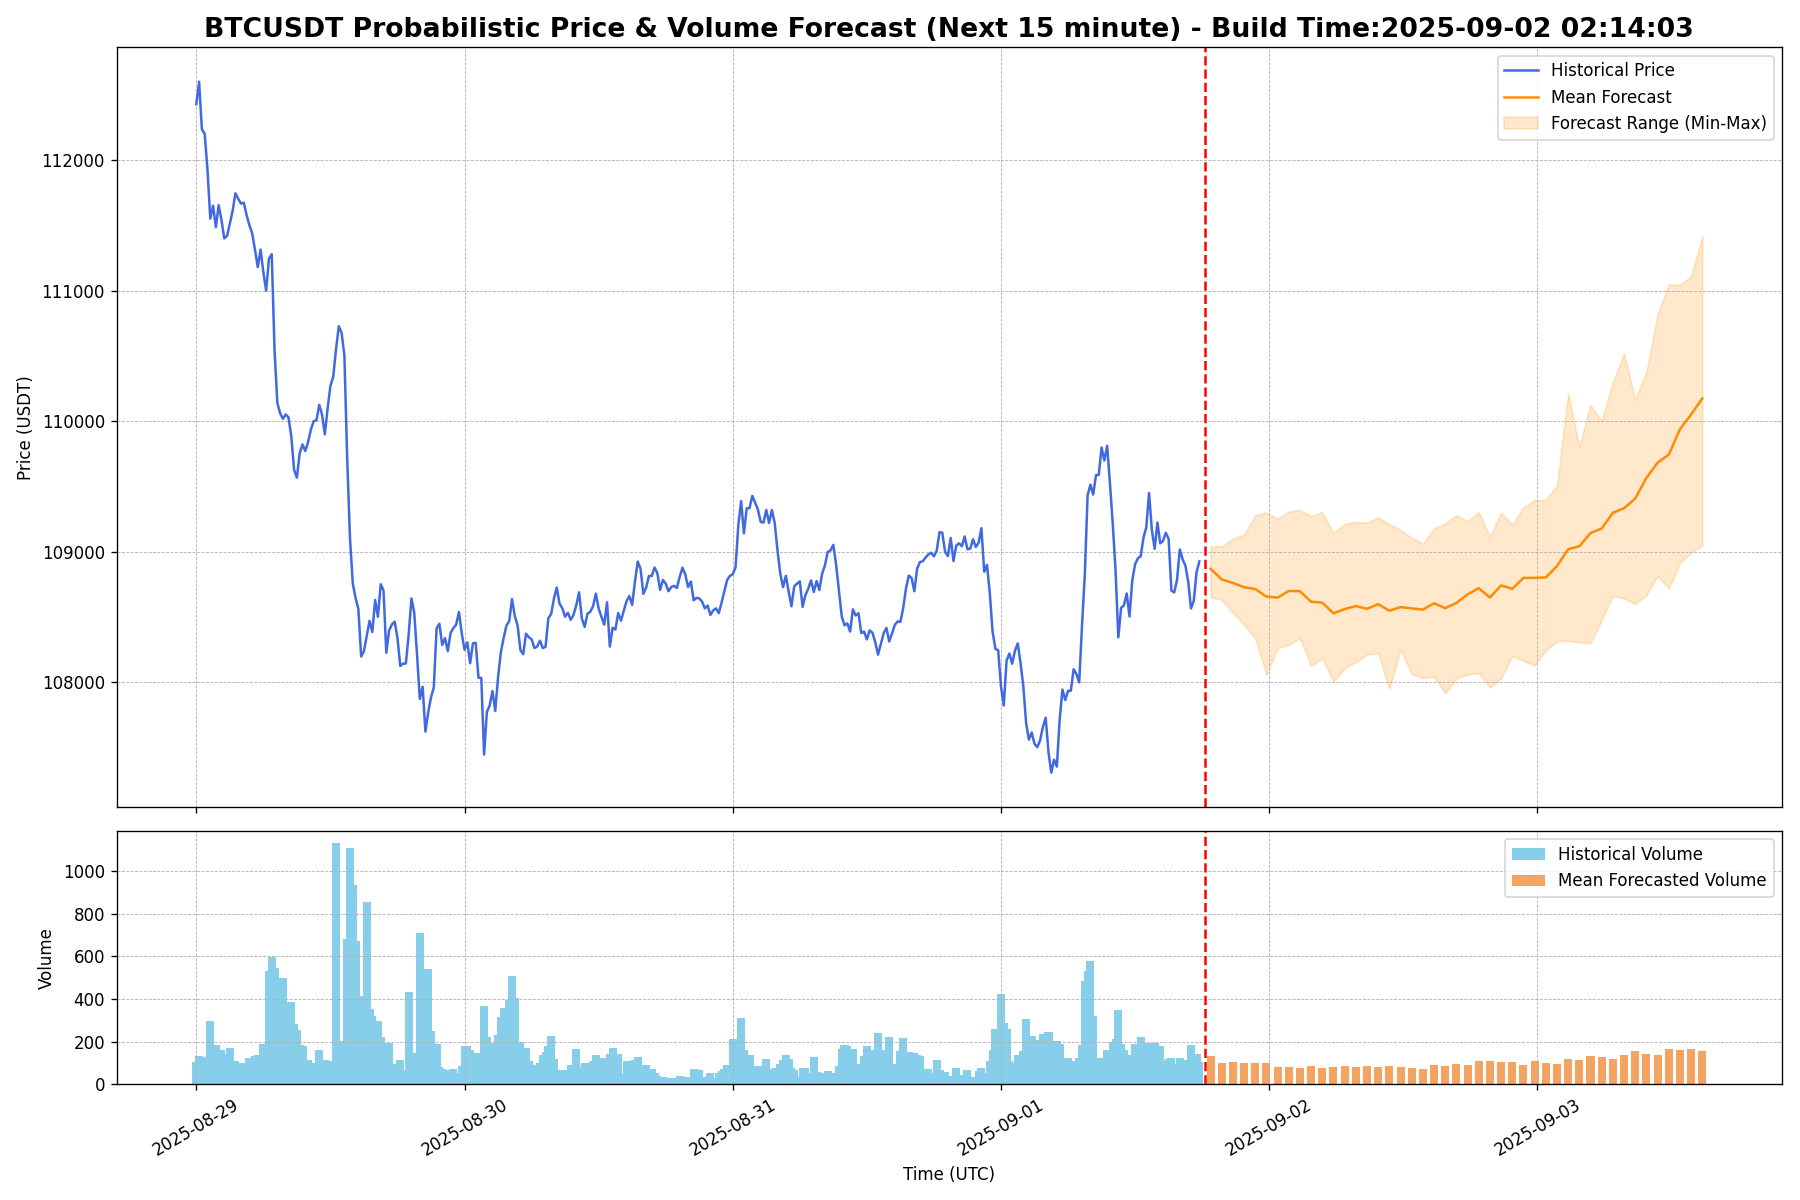 BTCUSDT Probabilistic Price & Volume Forecast (Next 15 minute) - Build Time:2025-09-02 02:14:03
Historical Price
Mean Forecast
Forecast Range (Min-Max)
112000
111000
110000
109000
108000
Price (USDT)
Historical Volume
Mean Forecasted Volume
1000
800
600
400
200
0
Volume
2025-08-29
2025-08-30
2025-08-31
2025-09-01
2025-09-02
2025-09-03
Time (UTC)